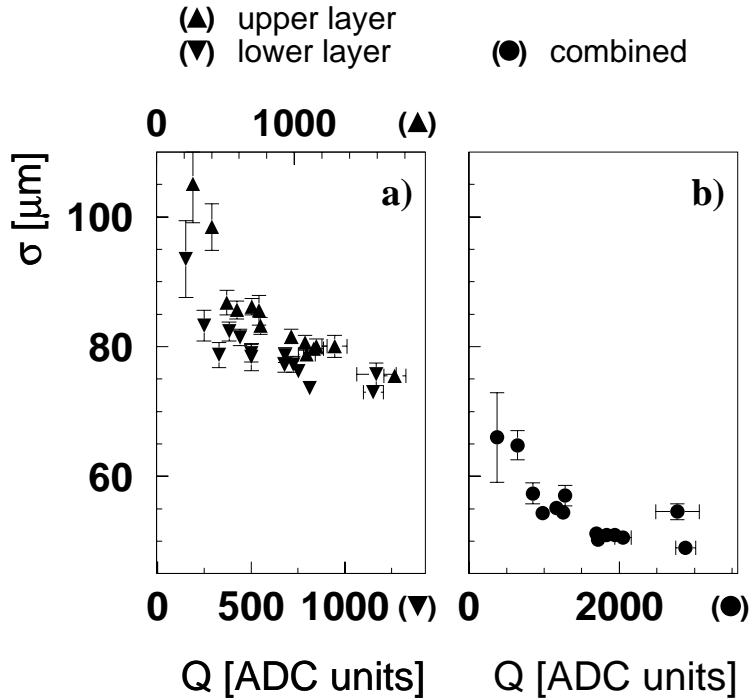 (▲) upper layer
(▼) lower layer (●) combined
0 1000 (▲)
a) b)
σ [μm]
100
80
60
0 500 1000 (▼) 0 2000 (●)
Q [ADC units] Q [ADC units]